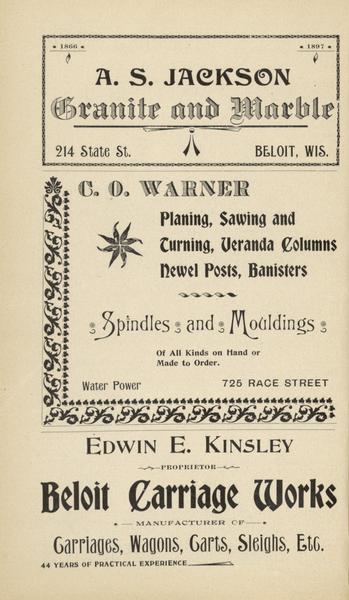 1866 1897
A. S. JACKSON
Granite and Marble
214 State St. BELOIT, WIS.
C. O. WARNER
Planing, Sawing and
Turning, Veranda Columns
Newel Posts, Banisters
Spindles and Mouldings
Of All Kinds on Hand or
Made to Order.
Water Power 725 RACE STREET
EDWIN E. KINSLEY
PROPRIETOR
Beloit Carriage Works
MANUFACTURER OF
Carriages, Wagons, Carts, Sleighs, Etc.
44 YEARS OF PRACTICAL EXPERIENCE